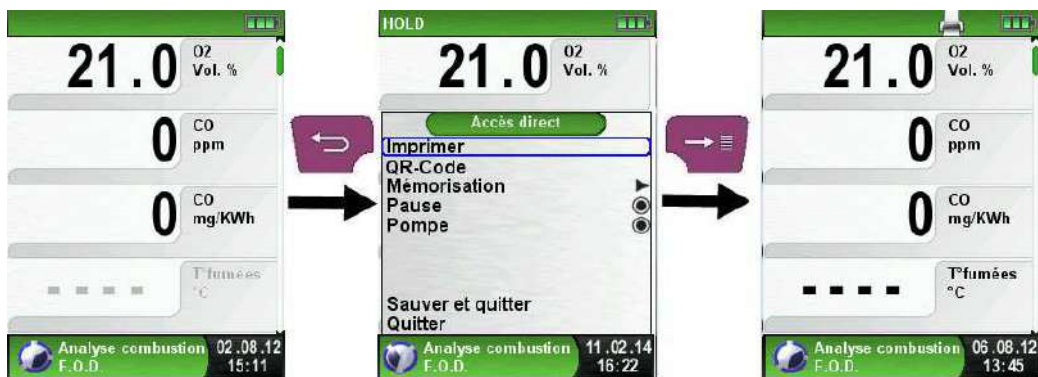 21.0 O2
Vol. %
0 CO
ppm
0 CO
mg/KWh
---- T°fumées
°C
Analyse combustion 02.08.12
F.O.D. 15:11
HOLD
21.0 O2
Vol. %
Accès direct
Imprimer
QR-Code
Mémorisation
Pause
Pompe
Sauver et quitter
Quitter
Analyse combustion 11.02.14
F.O.D. 16:22
21.0 O2
Vol. %
0 CO
ppm
0 CO
mg/KWh
---- T°fumées
°C
Analyse combustion 06.08.12
F.O.D. 13:45